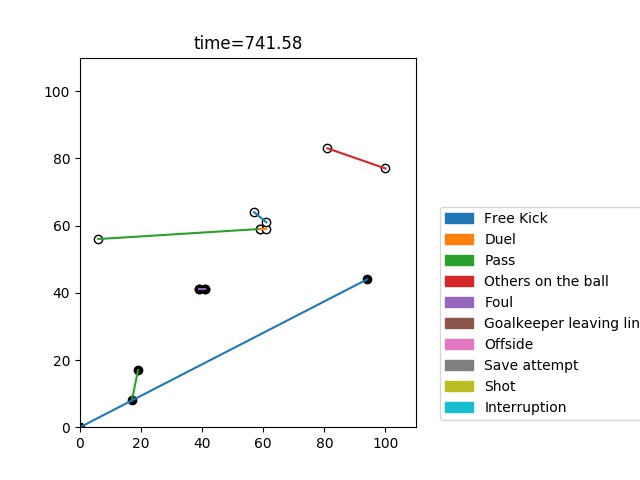 time=741.58
100
80
60
40
20
0
0 20 40 60 80 100
Free Kick
Duel
Pass
Others on the ball
Foul
Goalkeeper leaving lin
Offside
Save attempt
Shot
Interruption